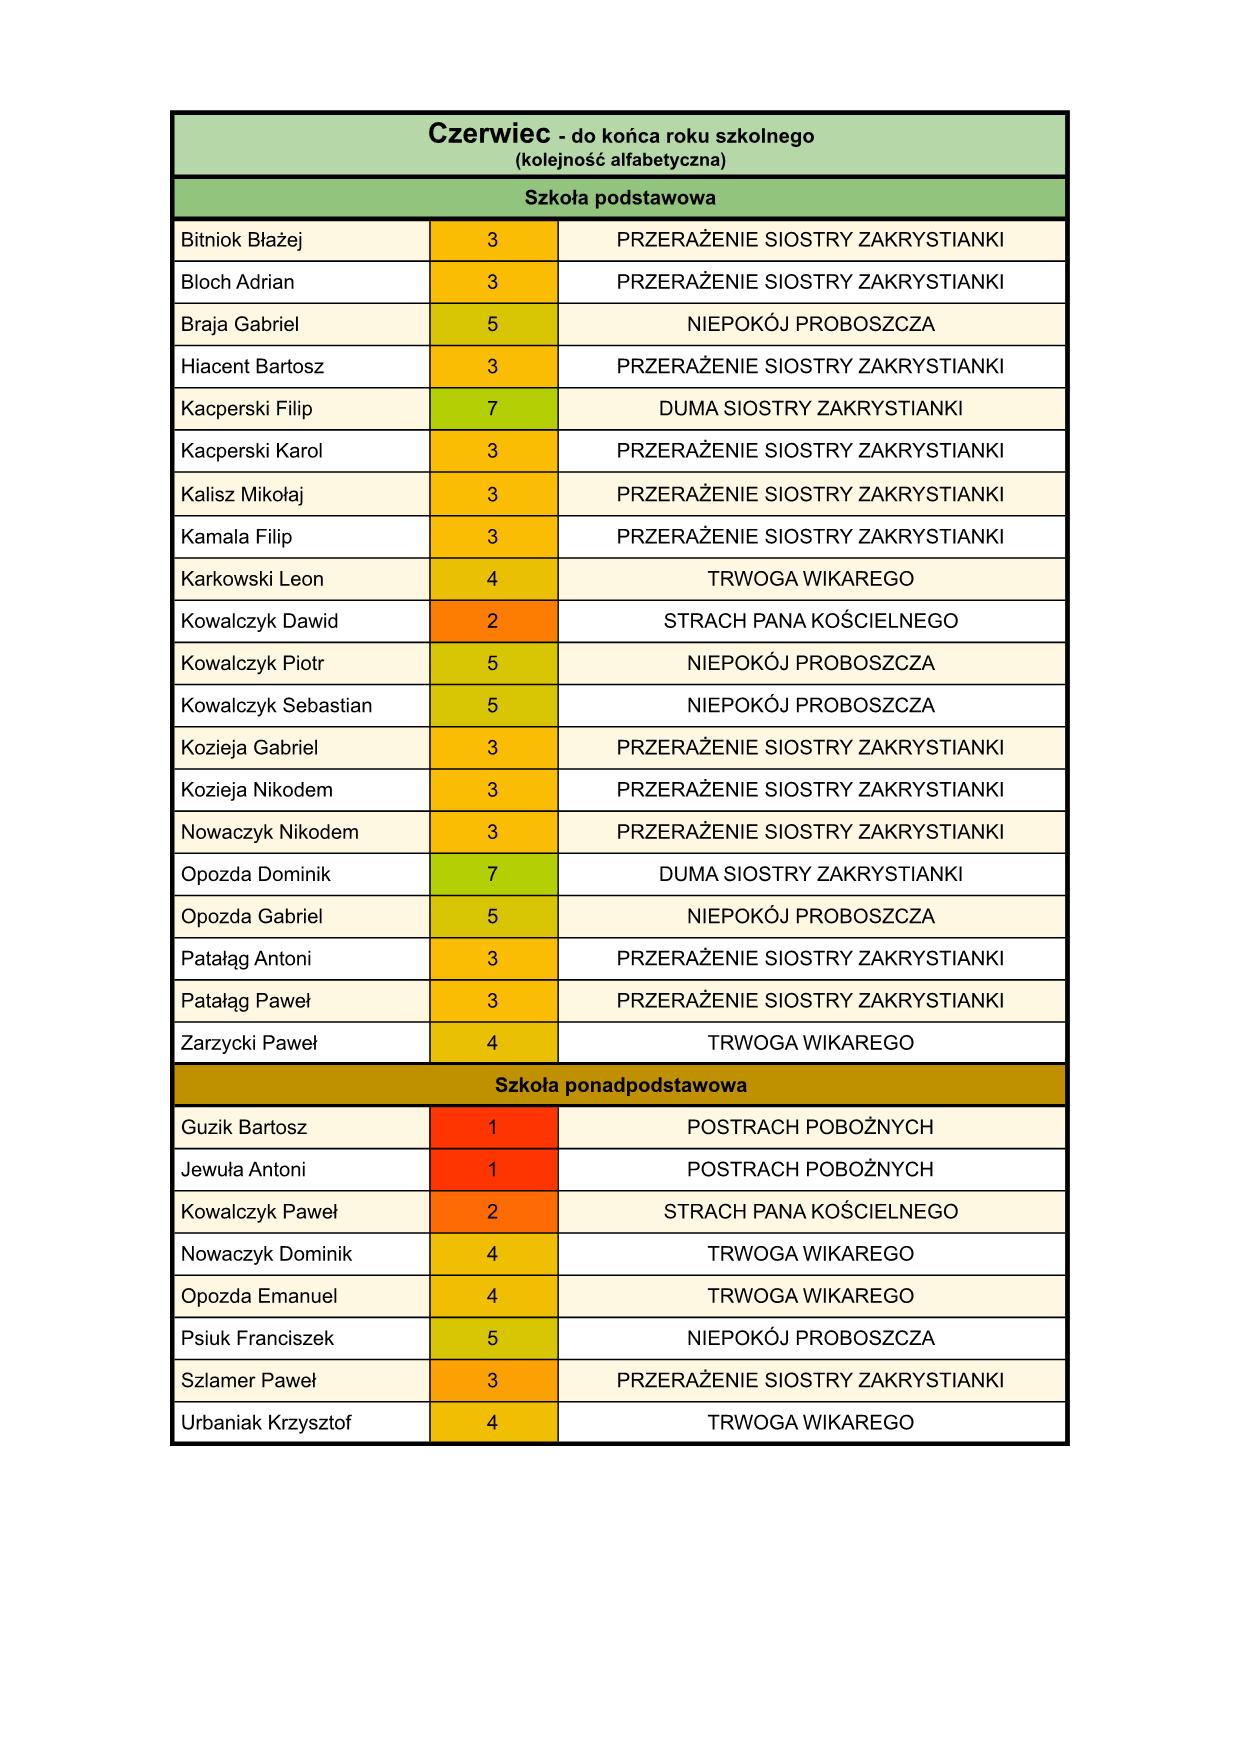 Czerwiec - do końca roku szkolnego
(kolejność alfabetyczna)
Szkoła podstawowa
Bitniok Błażej 3 PRZERAŻENIE SIOSTRY ZAKRYSTIANKI
Bloch Adrian 3 PRZERAŻENIE SIOSTRY ZAKRYSTIANKI
Braja Gabriel 5 NIEPOKÓJ PROBOSZCZA
Hiacent Bartosz 3 PRZERAŻENIE SIOSTRY ZAKRYSTIANKI
Kacperski Filip 7 DUMA SIOSTRY ZAKRYSTIANKI
Kacperski Karol 3 PRZERAŻENIE SIOSTRY ZAKRYSTIANKI
Kalisz Mikołaj 3 PRZERAŻENIE SIOSTRY ZAKRYSTIANKI
Kamala Filip 3 PRZERAŻENIE SIOSTRY ZAKRYSTIANKI
Karkowski Leon 4 TRWOGA WIKAREGO
Kowalczyk Dawid 2 STRACH PANA KOŚCIELNEGO
Kowalczyk Piotr 5 NIEPOKÓJ PROBOSZCZA
Kowalczyk Sebastian 5 NIEPOKÓJ PROBOSZCZA
Kozieja Gabriel 3 PRZERAŻENIE SIOSTRY ZAKRYSTIANKI
Kozieja Nikodem 3 PRZERAŻENIE SIOSTRY ZAKRYSTIANKI
Nowaczyk Nikodem 3 PRZERAŻENIE SIOSTRY ZAKRYSTIANKI
Opozda Dominik 7 DUMA SIOSTRY ZAKRYSTIANKI
Opozda Gabriel 5 NIEPOKÓJ PROBOSZCZA
Patałąg Antoni 3 PRZERAŻENIE SIOSTRY ZAKRYSTIANKI
Patałąg Paweł 3 PRZERAŻENIE SIOSTRY ZAKRYSTIANKI
Zarzycki Paweł 4 TRWOGA WIKAREGO
Szkoła ponadpodstawowa
Guzik Bartosz 1 POSTRACH POBOŻNYCH
Jewuła Antoni 1 POSTRACH POBOŻNYCH
Kowalczyk Paweł 2 STRACH PANA KOŚCIELNEGO
Nowaczyk Dominik 4 TRWOGA WIKAREGO
Opozda Emanuel 4 TRWOGA WIKAREGO
Psiuk Franciszek 5 NIEPOKÓJ PROBOSZCZA
Szlamer Paweł 3 PRZERAŻENIE SIOSTRY ZAKRYSTIANKI
Urbaniak Krzysztof 4 TRWOGA WIKAREGO